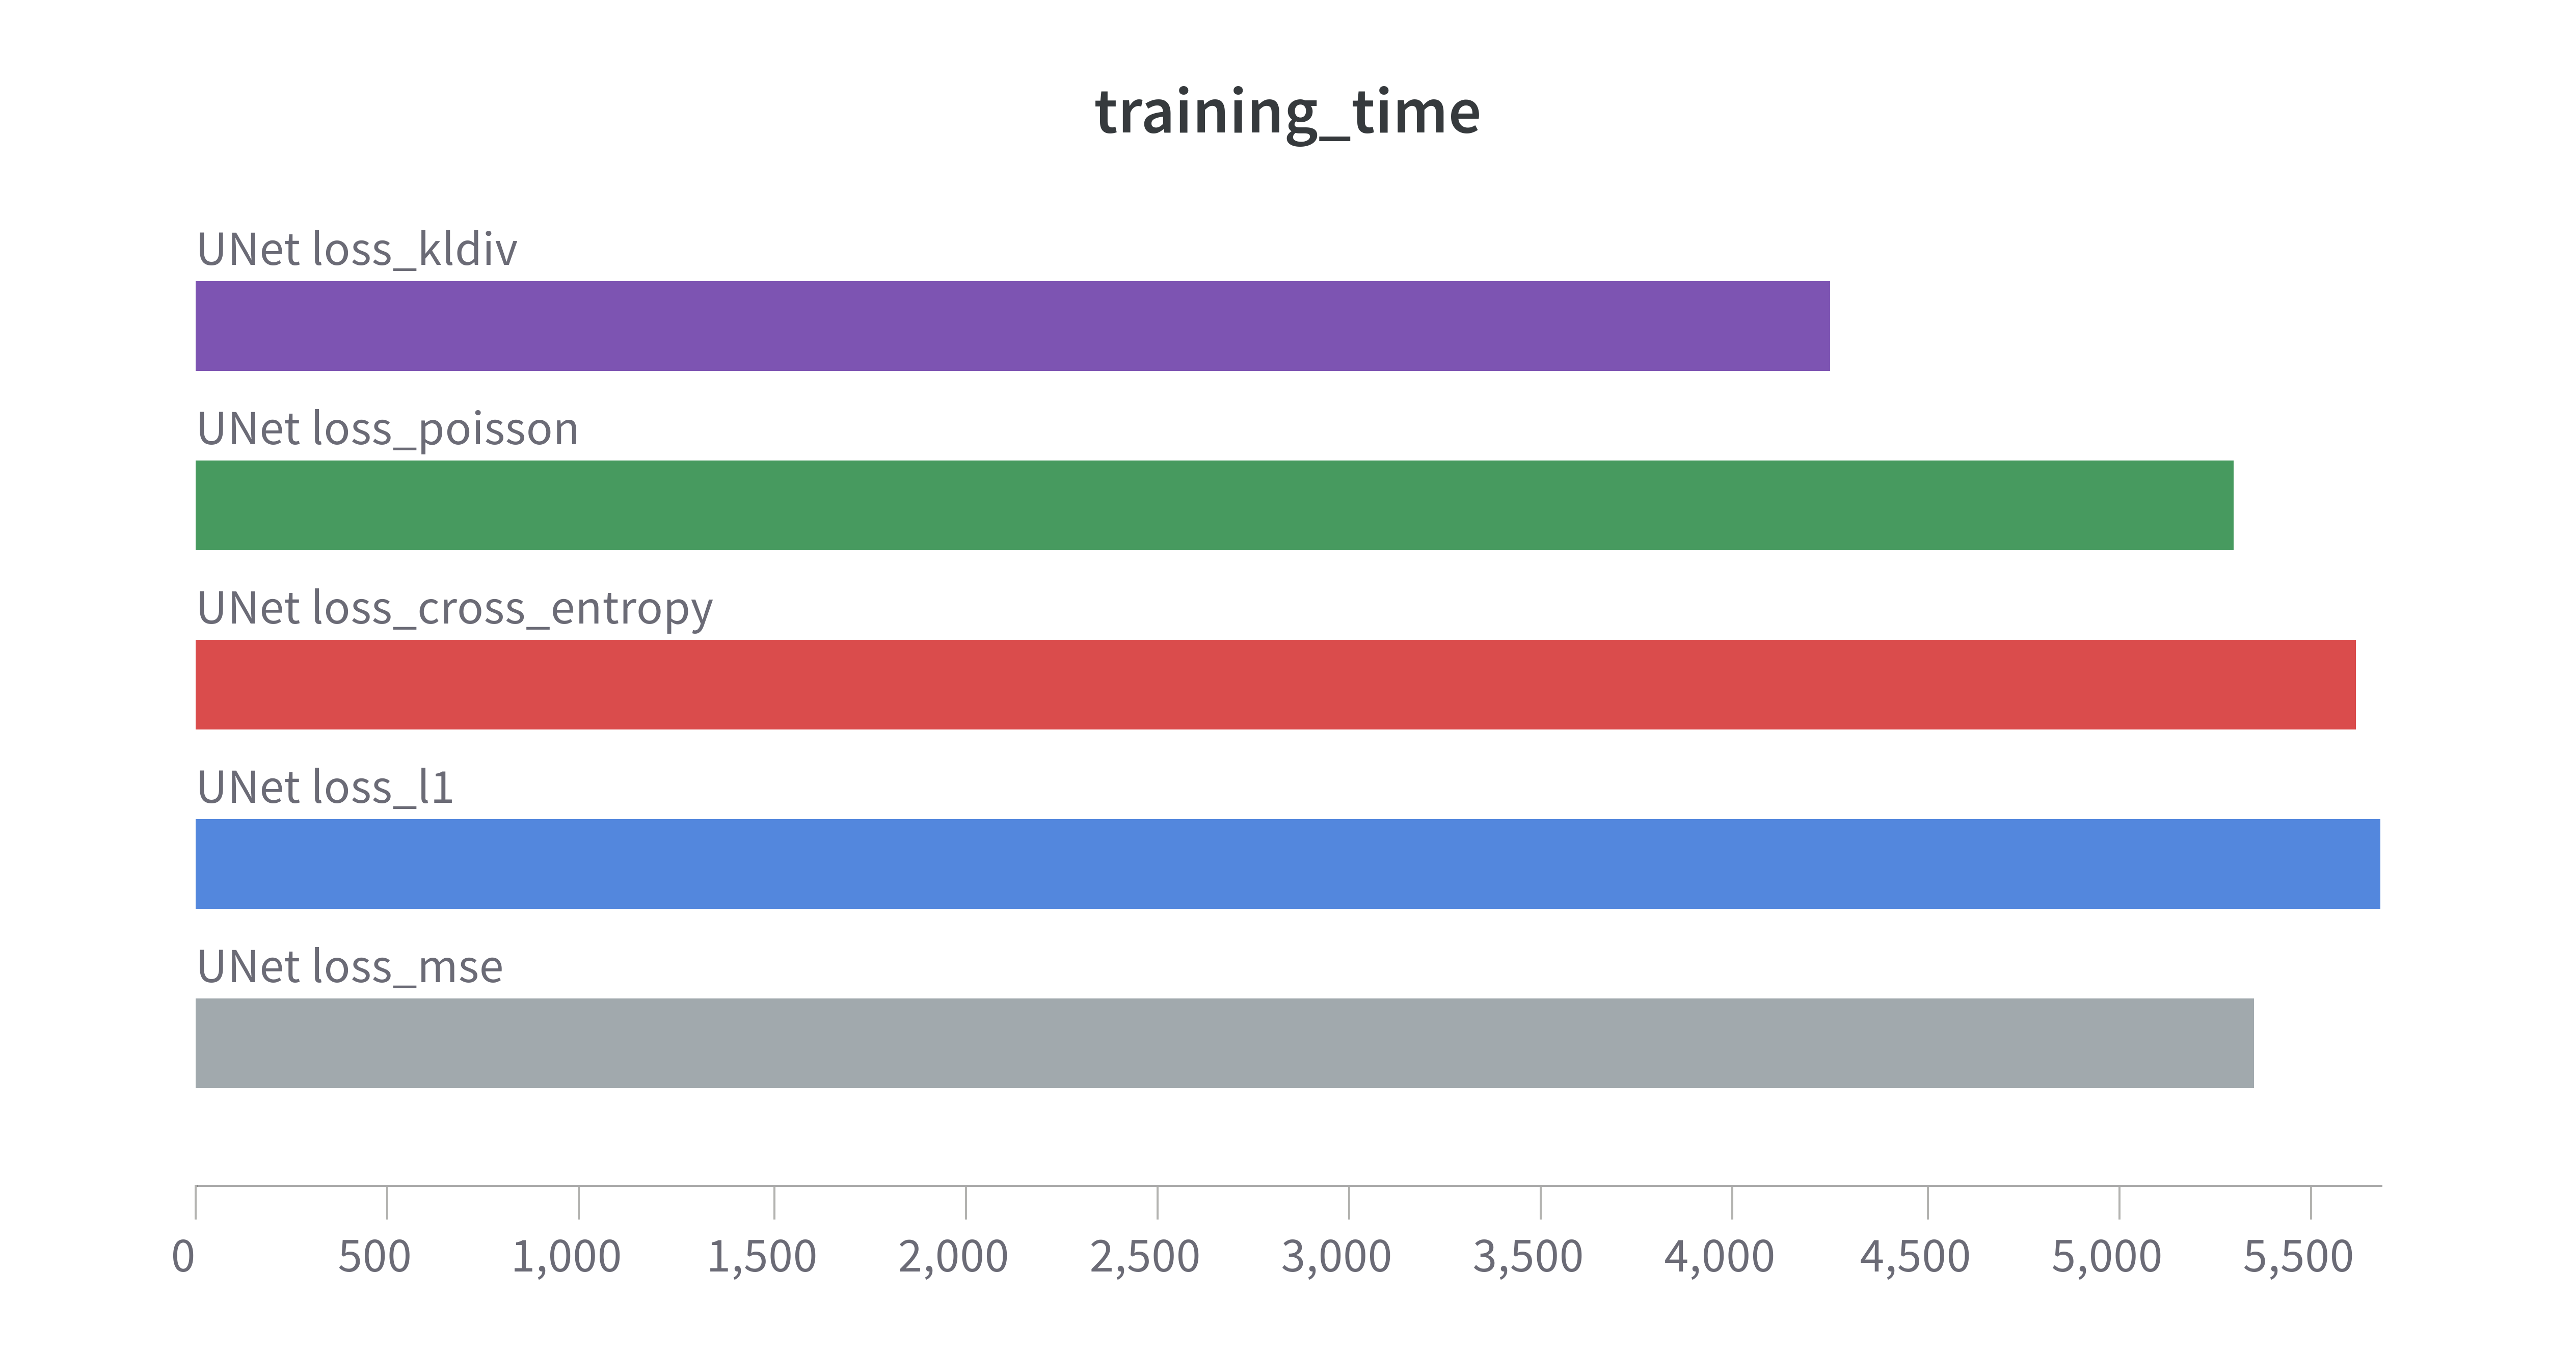 training_time
UNet loss_kldiv
UNet loss_poisson
UNet loss_cross_entropy
UNet loss_l1
UNet loss_mse
0 500 1,000 1,500 2,000 2,500 3,000 3,500 4,000 4,500 5,000 5,500